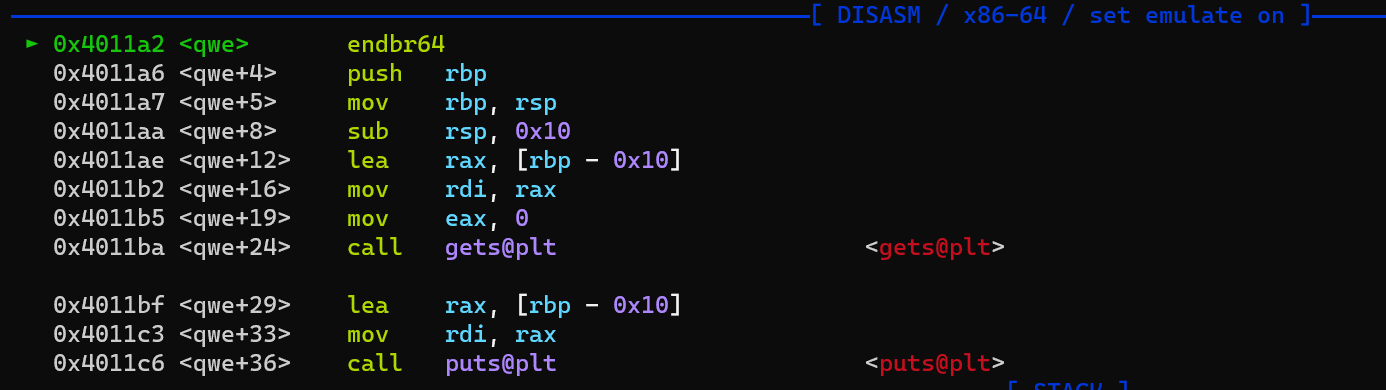 [ DISASM / x86-64 / set emulate on ]
► 0x4011a2 <qwe> endbr64
0x4011a6 <qwe+4> push rbp
0x4011a7 <qwe+5> mov rbp, rsp
0x4011aa <qwe+8> sub rsp, 0x10
0x4011ae <qwe+12> lea rax, [rbp - 0x10]
0x4011b2 <qwe+16> mov rdi, rax
0x4011b5 <qwe+19> mov eax, 0
0x4011ba <qwe+24> call gets@plt <gets@plt>
0x4011bf <qwe+29> lea rax, [rbp - 0x10]
0x4011c3 <qwe+33> mov rdi, rax
0x4011c6 <qwe+36> call puts@plt <puts@plt>
[ STACK ]